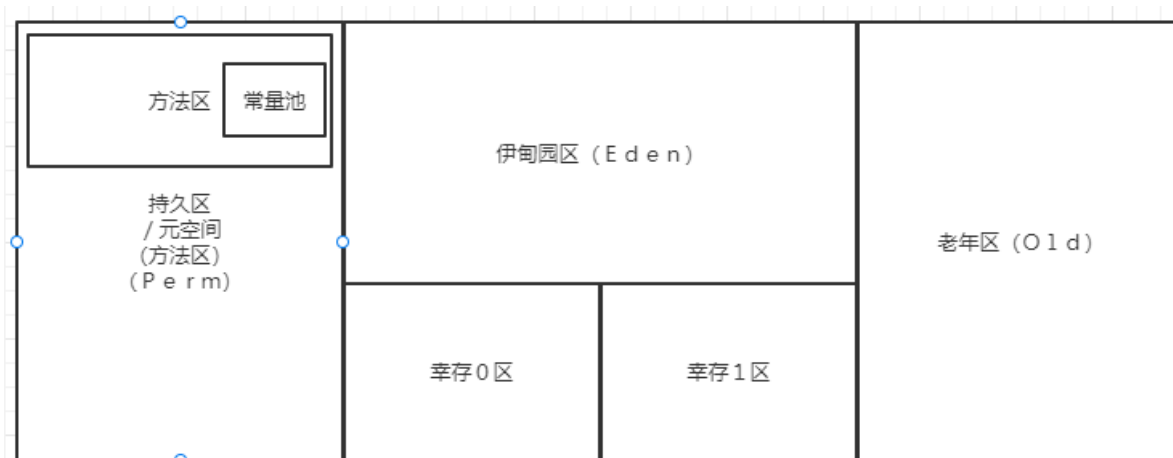 方法区
常量池
持久区
/ 元空间
(方法区)
(Ｐｅｒｍ)
伊甸园区（Ｅｄｅｎ）
幸存０区
幸存１区
老年区（Ｏｌｄ）